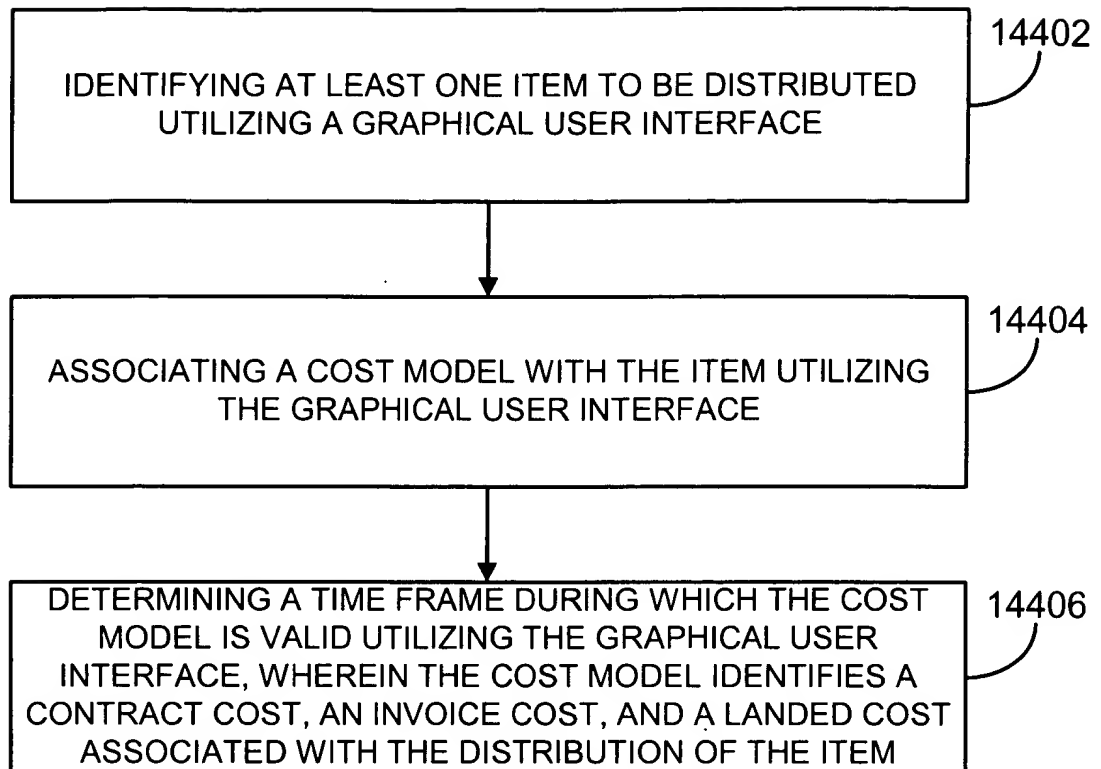 14402
IDENTIFYING AT LEAST ONE ITEM TO BE DISTRIBUTED
UTILIZING A GRAPHICAL USER INTERFACE
14404
ASSOCIATING A COST MODEL WITH THE ITEM UTILIZING
THE GRAPHICAL USER INTERFACE
14406
DETERMINING A TIME FRAME DURING WHICH THE COST
MODEL IS VALID UTILIZING THE GRAPHICAL USER
INTERFACE, WHEREIN THE COST MODEL IDENTIFIES A
CONTRACT COST, AN INVOICE COST, AND A LANDED COST
ASSOCIATED WITH THE DISTRIBUTION OF THE ITEM